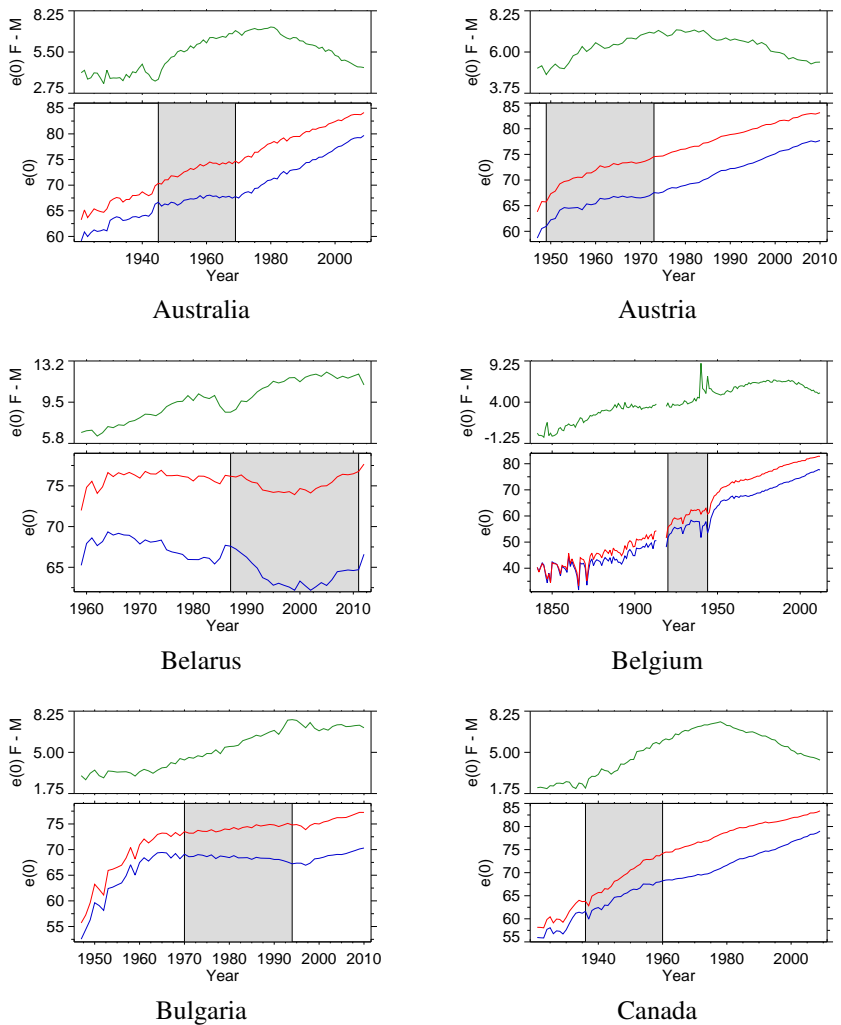 8.25
5.50
2.75
e(0) F - M
85
80
75
70
65
60
e(0)
1940 1960 1980 2000
Year
Australia
8.25
6.00
3.75
e(0) F - M
85
80
75
70
65
60
e(0)
1950 1960 1970 1980 1990 2000 2010
Year
Austria
13.2
9.5
5.8
e(0) F - M
75
70
65
e(0)
1960 1970 1980 1990 2000 2010
Year
Belarus
9.25
4.00
-1.25
e(0) F - M
80
70
60
50
40
e(0)
1850 1900 1950 2000
Year
Belgium
8.25
5.00
1.75
e(0) F - M
75
70
65
60
55
e(0)
1950 1960 1970 1980 1990 2000 2010
Year
Bulgaria
8.25
5.00
1.75
e(0) F - M
85
80
75
70
65
60
55
e(0)
1940 1960 1980 2000
Year
Canada